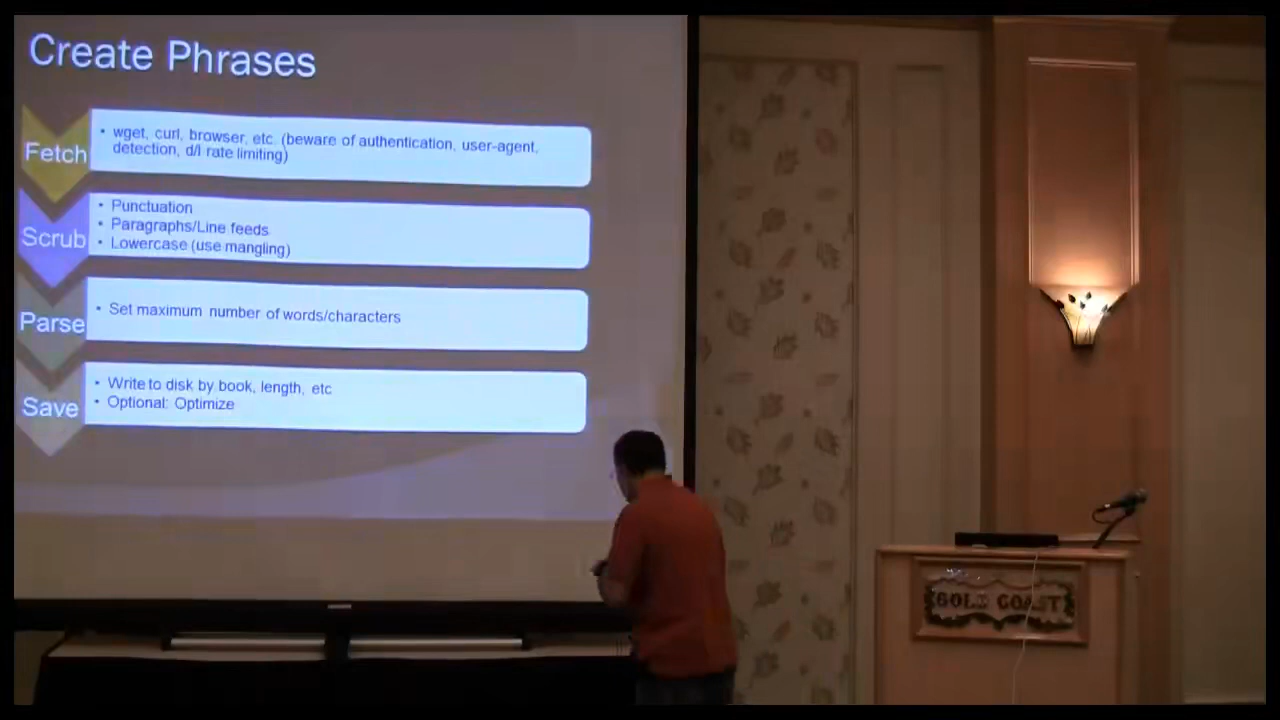 Create Phrases
Fetch
• wget, curl, browser, etc. (beware of authentication, user-agent,
detection, d/l rate limiting)
Scrub
• Punctuation
• Paragraphs/Line feeds
• Lowercase (use mangling)
Parse
• Set maximum number of words/characters
Save
• Write to disk by book, length, etc
• Optional: Optimize
GOLD COAST